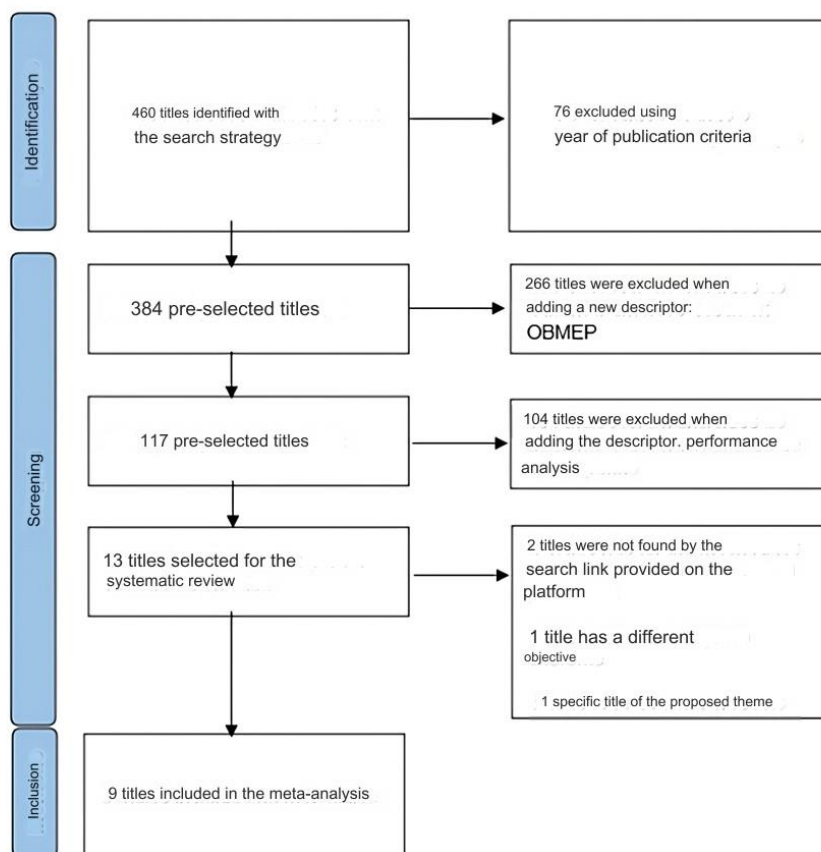 Identification
460 titles identified with
the search strategy
76 excluded using
year of publication criteria
Screening
384 pre-selected titles
266 titles were excluded when
adding a new descriptor:
OBMEP
117 pre-selected titles
104 titles were excluded when
adding the descriptor. performance
analysis
13 titles selected for the
systematic review
2 titles were not found by the
search link provided on the
platform
1 title has a different
objective
1 specific title of the proposed theme
Inclusion
9 titles included in the meta-analysis